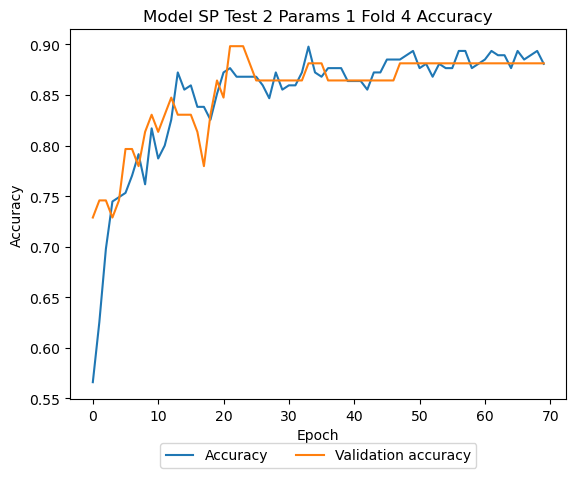 Model SP Test 2 Params 1 Fold 4 Accuracy
Accuracy
0.90
0.85
0.80
0.75
0.70
0.65
0.60
0.55
0 10 20 30 40 50 60 70
Epoch
Accuracy Validation accuracy